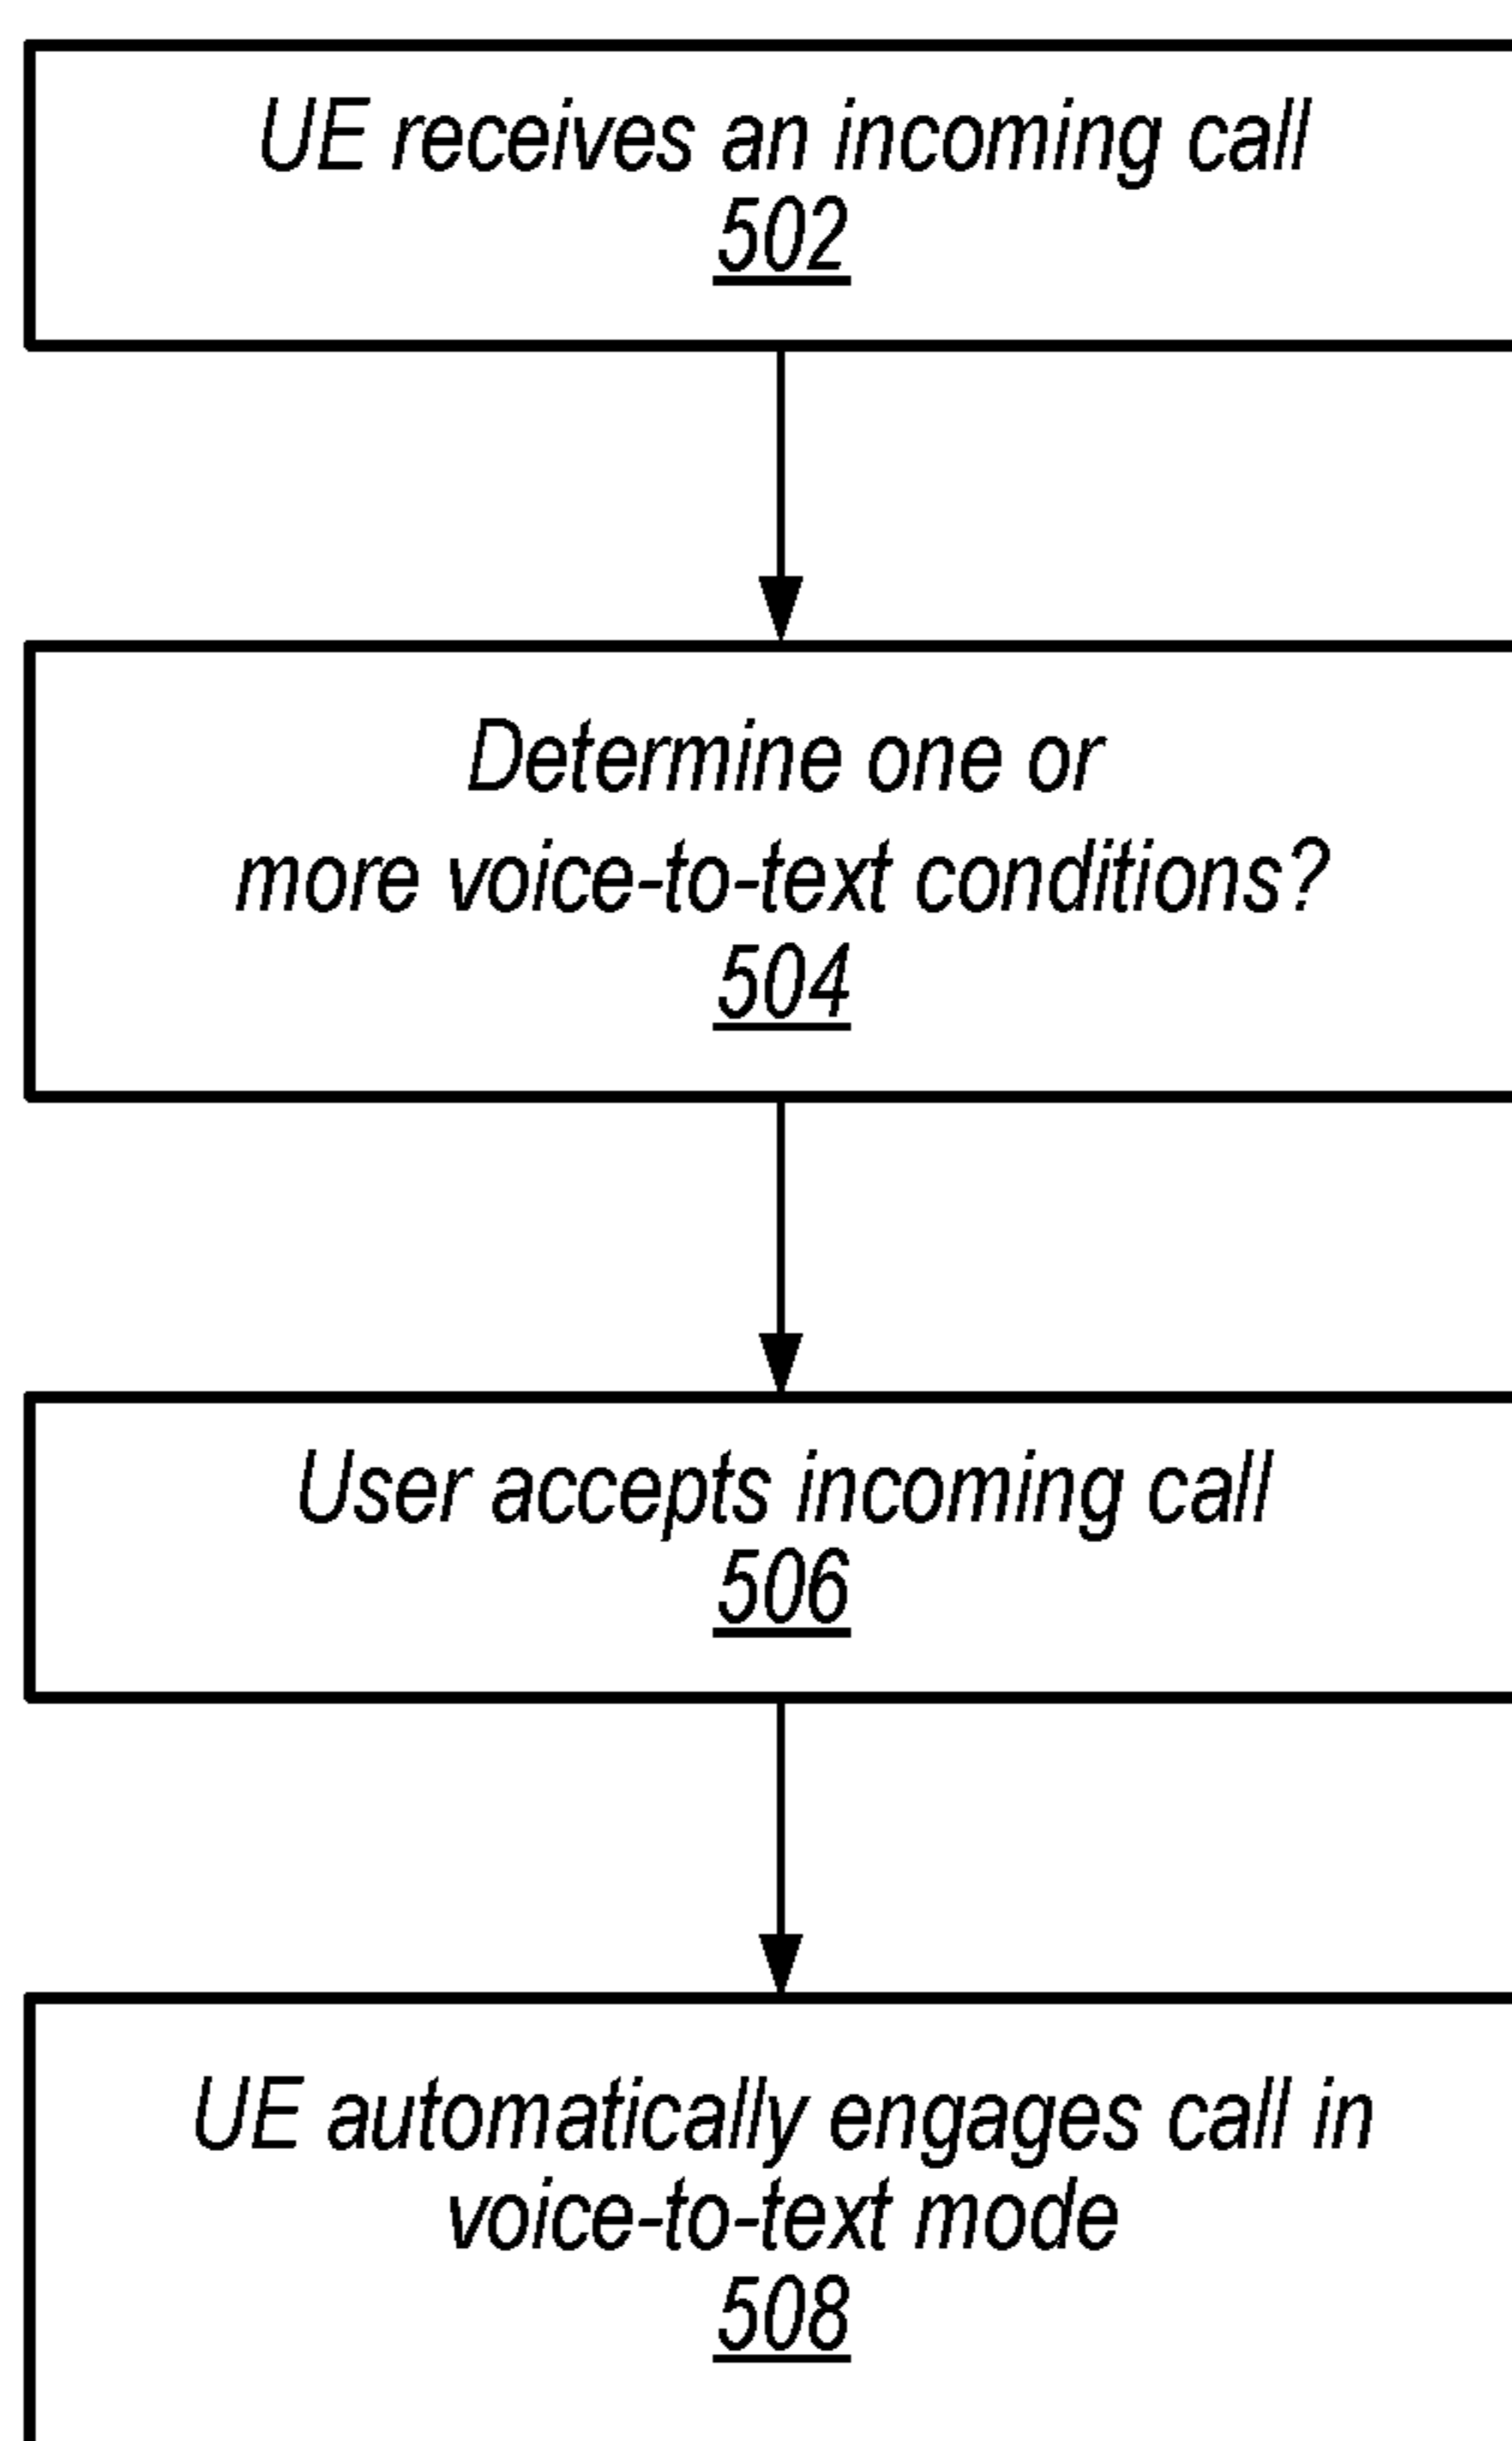 UE receives an incoming call
502
Determine one or
more voice-to-text conditions?
504
User accepts incoming call
506
UE automatically engages call in
voice-to-text mode
508